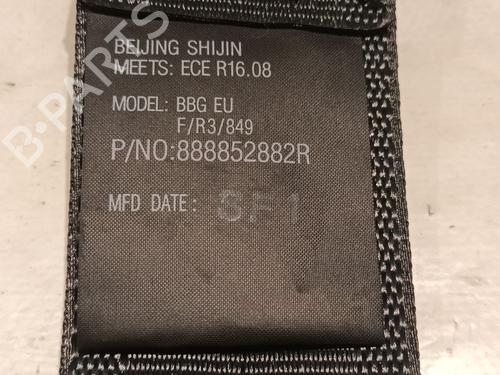 BEIJING SHIJIN
MEETS: ECE R16.08
MODEL: BBG EU
F/R3/849
P/NO:888852882R
MFD DATE: SF1
B-PARTS